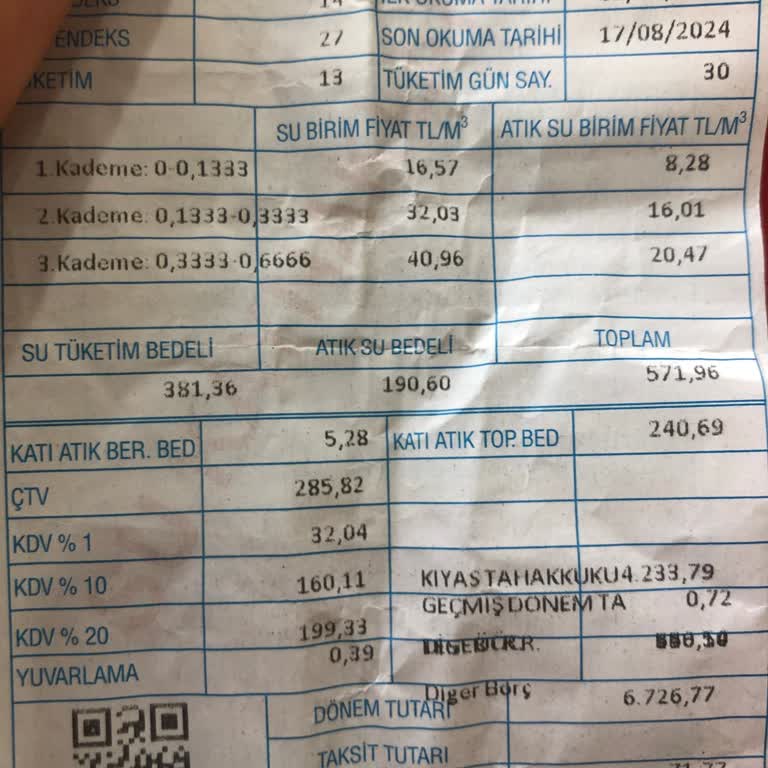 14
ENDEKS 27 SON OKUMA TARİHİ 17/08/2024
KETİM 13 TÜKETİM GÜN SAY. 30
SU BİRİM FİYAT TL/M³ ATIK SU BİRİM FİYAT TL/M³
1.Kademe: 0-0,1333 16,57 8,28
2.Kademe: 0,1333-0,3333 32,03 16,01
3.Kademe: 0,3333-0,6666 40,96 20,47
SU TÜKETİM BEDELİ ATIK SU BEDELİ TOPLAM
381,36 190,60 571,96
KATI ATIK BER. BED 5,28 KATI ATIK TOP. BED 240,69
ÇTV 285,82
KDV % 1 32,04
KDV % 10 160,11 KIYAS TAHAKKUKU 4.233,79
GEÇMİŞ DÖNEM TA 0,72
KDV % 20 199,33
YUVARLAMA 0,39
Diger Borç
DÖNEM TUTARI 6.726,77
TAKSİT TUTARI